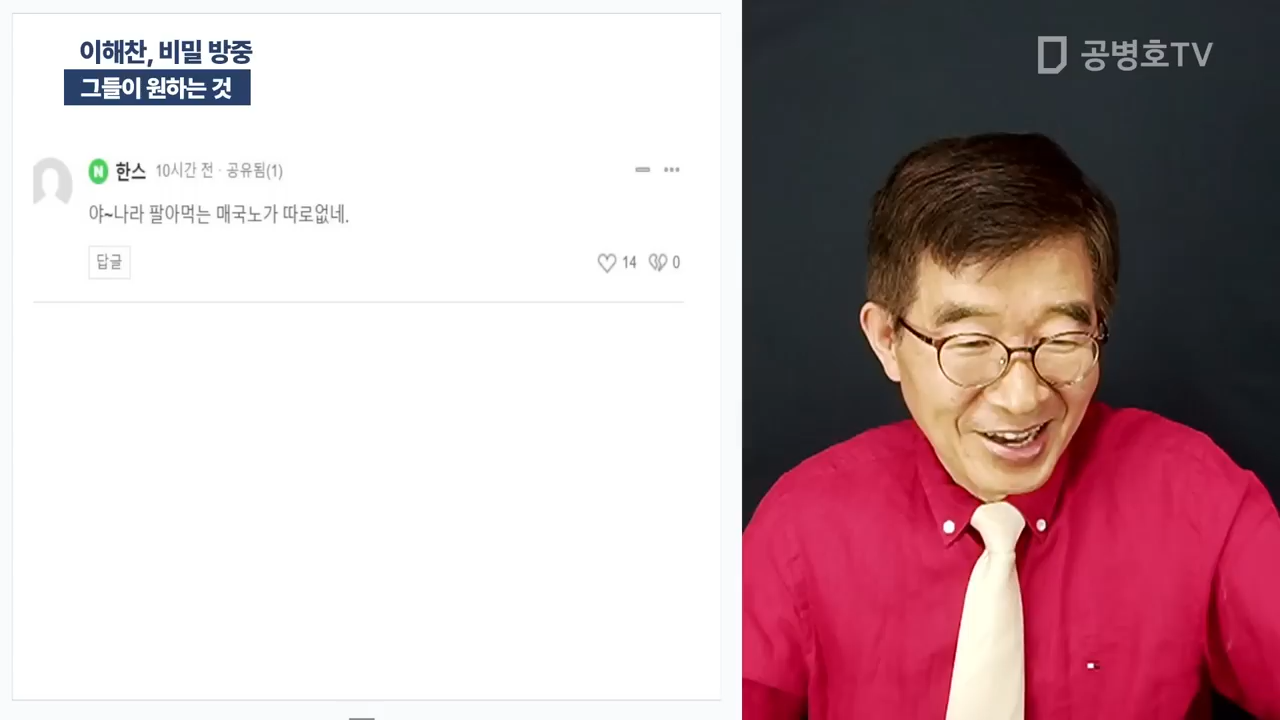 이해찬, 비밀 방중
그들이 원하는 것
공병호TV
N 한스 10시간 전 · 공유됨(1)
야~나라 팔아먹는 매국노가 따로없네.
답글
14 0